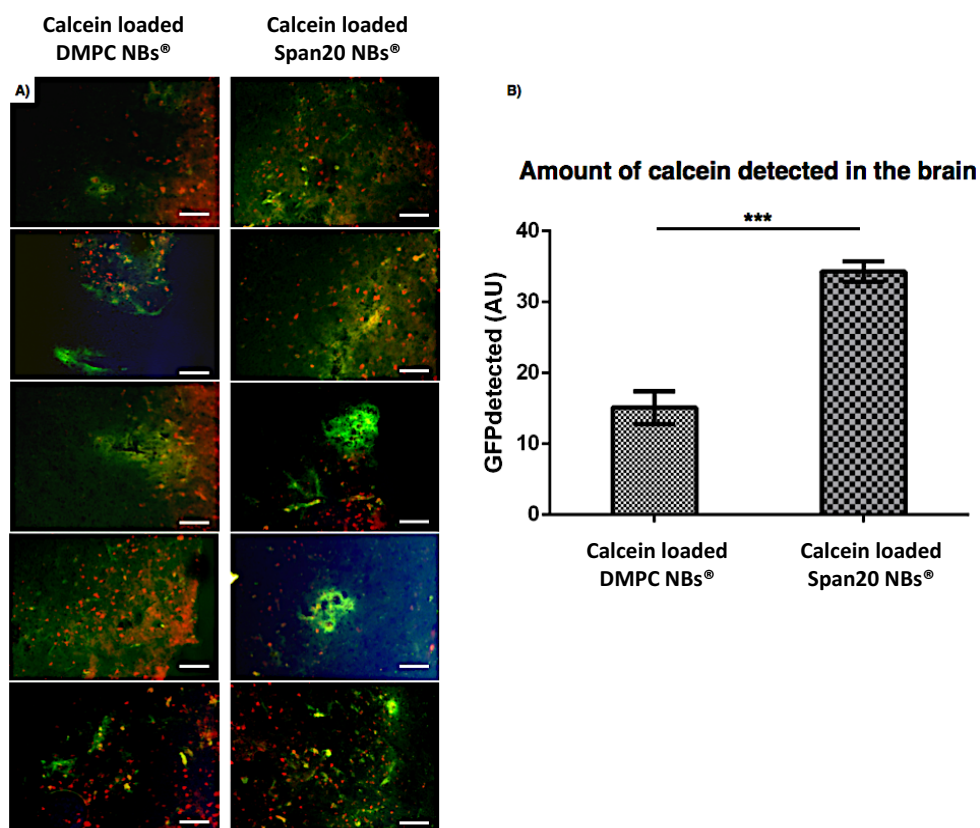 Calcein loaded
DMPC NBs®
Calcein loaded
Span20 NBs®
A)
B)
Amount of calcein detected in the brain
***
GFPdetected (AU)
40
30
20
10
0
Calcein loaded
DMPC NBs®
Calcein loaded
Span20 NBs®